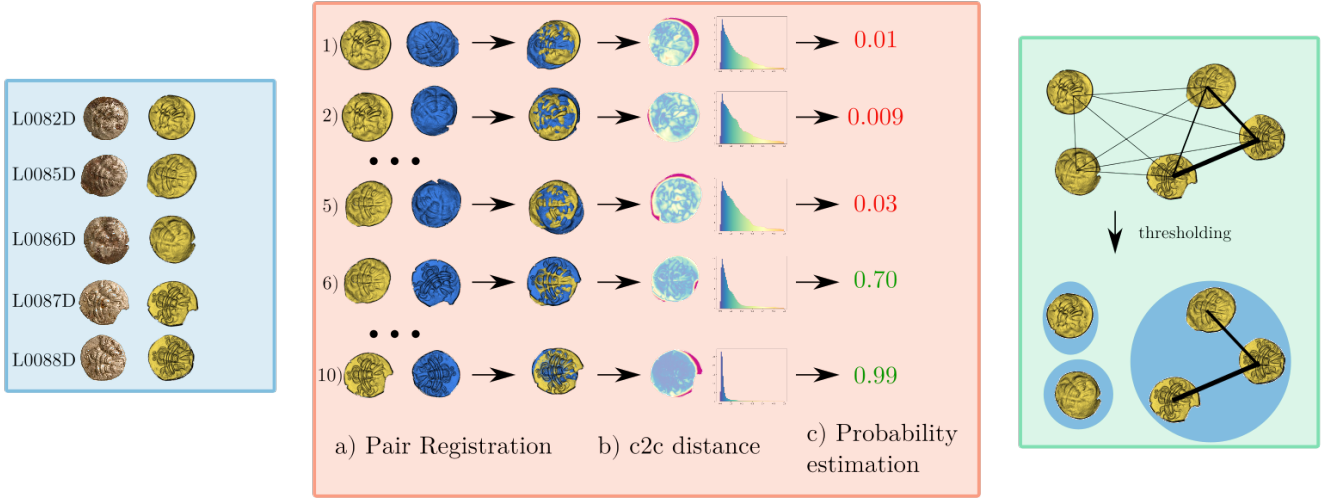 L0082D
L0085D
L0086D
L0087D
L0088D
1)
0.01
2)
0.009
• • •
5)
0.03
6)
0.70
• • •
10)
0.99
a) Pair Registration
b) c2c distance
c) Probability
estimation
thresholding